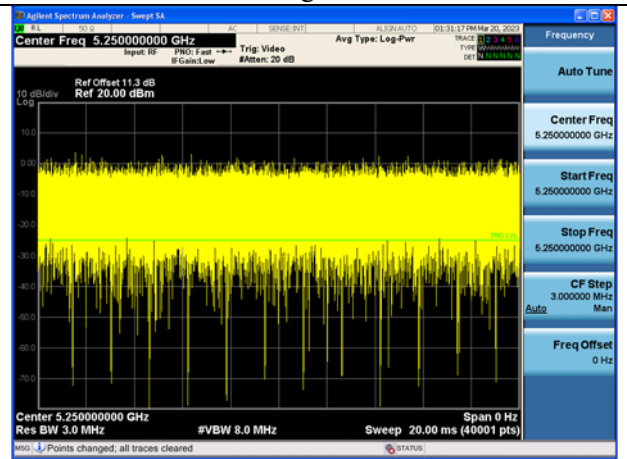 Agilent Spectrum Analyzer - Swept SA
RL 50 Ω AC SENSE:INT ALIGN AUTO 01:31:17 PM Mar 20, 2023
Center Freq 5.250000000 GHz
Input: RF PNO: Fast IFGain:Low
Trig: Video
#Atten: 20 dB
Avg Type: Log-Pwr
TRACE 1 2 3 4 5 6
TYPE
DET N N N N N N
Ref Offset 11.3 dB
10 dB/div Ref 20.00 dBm
Log
10.0
0.00
-10.0
-20.0
TRIG LVL
-30.0
-40.0
-50.0
-60.0
-70.0
Center 5.250000000 GHz Span 0 Hz
Res BW 3.0 MHz #VBW 8.0 MHz Sweep 20.00 ms (40001 pts)
MSG Points changed; all traces cleared STATUS
Frequency
Auto Tune
Center Freq
5.250000000 GHz
Start Freq
5.250000000 GHz
Stop Freq
5.250000000 GHz
CF Step
3.000000 MHz
Auto Man
Freq Offset
0 Hz